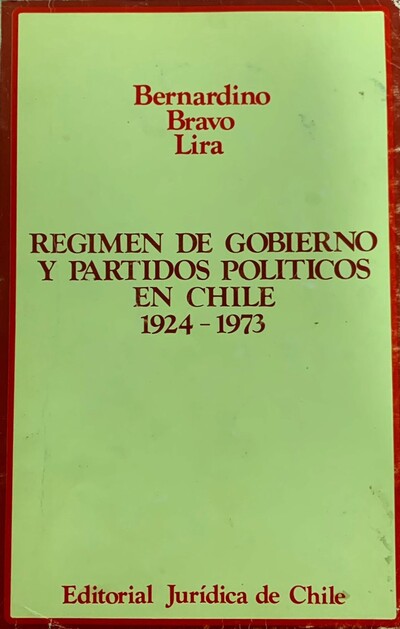 Bernardino
Bravo
Lira
REGIMEN DE GOBIERNO
Y PARTIDOS POLITICOS
EN CHILE
1924 - 1973
Editorial Jurídica de Chile